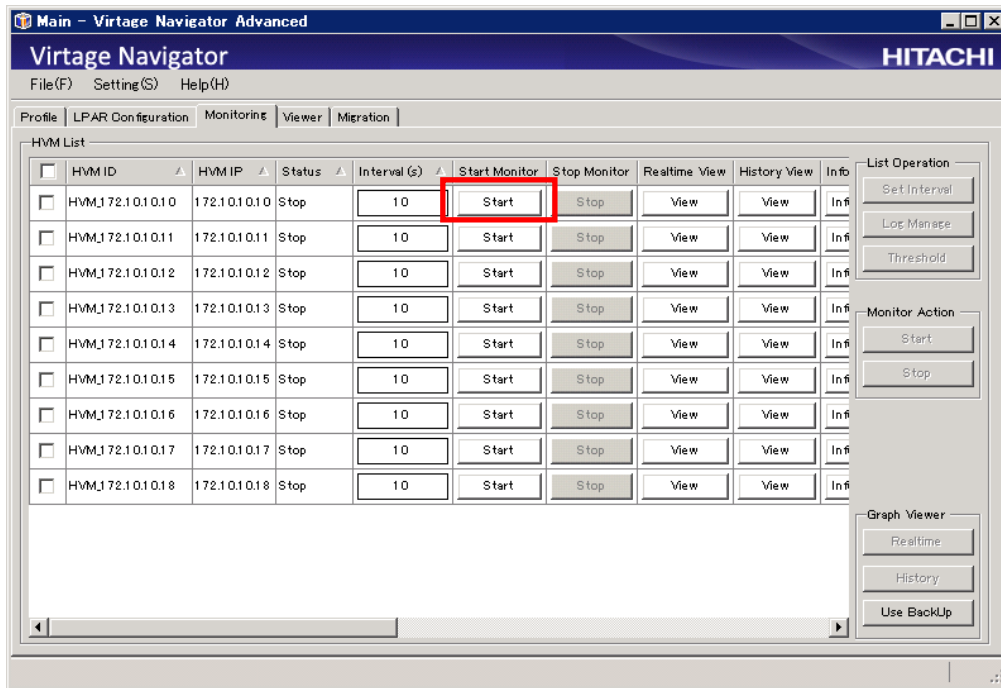 Main - Virtage Navigator Advanced
Virtage Navigator HITACHI
File(F) Setting(S) Help(H)
Profile LPAR Configuration Monitoring Viewer Migration
HVM List
HVM ID HVM IP Status Interval (s) Start Monitor Stop Monitor Realtime View History View Info
HVM_172.10.10.10 172.10.10.10 Stop 10 Start Stop View View Inf
HVM_172.10.10.11 172.10.10.11 Stop 10 Start Stop View View Inf
HVM_172.10.10.12 172.10.10.12 Stop 10 Start Stop View View Inf
HVM_172.10.10.13 172.10.10.13 Stop 10 Start Stop View View Inf
HVM_172.10.10.14 172.10.10.14 Stop 10 Start Stop View View Inf
HVM_172.10.10.15 172.10.10.15 Stop 10 Start Stop View View Inf
HVM_172.10.10.16 172.10.10.16 Stop 10 Start Stop View View Inf
HVM_172.10.10.17 172.10.10.17 Stop 10 Start Stop View View Inf
HVM_172.10.10.18 172.10.10.18 Stop 10 Start Stop View View Inf
List Operation
Set Interval
Log Manage
Threshold
Monitor Action
Start
Stop
Graph Viewer
Realtime
History
Use BackUp